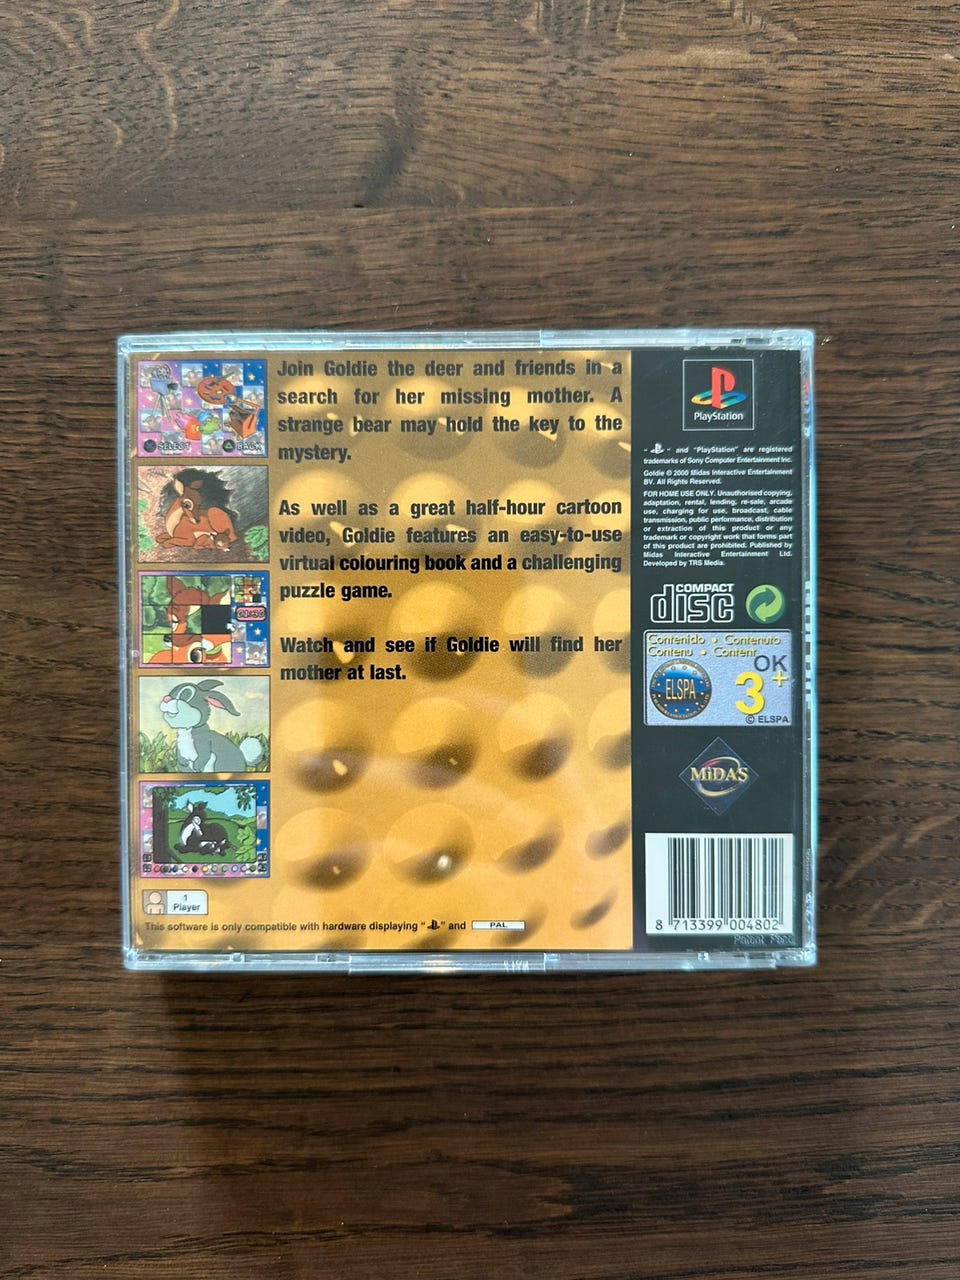 SELECT BACK
01:30
Join Goldie the deer and friends in a
search for her missing mother. A
strange bear may hold the key to the
mystery.
As well as a great half-hour cartoon
video, Goldie features an easy-to-use
virtual colouring book and a challenging
puzzle game.
Watch and see if Goldie will find her
mother at last.
1
Player
This software is only compatible with hardware displaying " " and PAL
PlayStation
" " and "PlayStation" are registered
trademarks of Sony Computer Entertainment Inc.
Goldie © 2000 Midas Interactive Entertainment
BV. All Rights Reserved.
FOR HOME USE ONLY. Unauthorised copying,
adaptation, rental, lending, re-sale, arcade
use, charging for use, broadcast, cable
transmission, public performance, distribution
or extraction of this product or any
trademark or copyright work that forms part
of this product are prohibited. Published by
Midas Interactive Entertainment Ltd.
Developed by TRS Media.
COMPACT
disc
Contenido • Contenuto
Contenu • Content
OK
ELSPA
3+
© ELSPA
MiDAS
8 713399 004802
Patent Pend